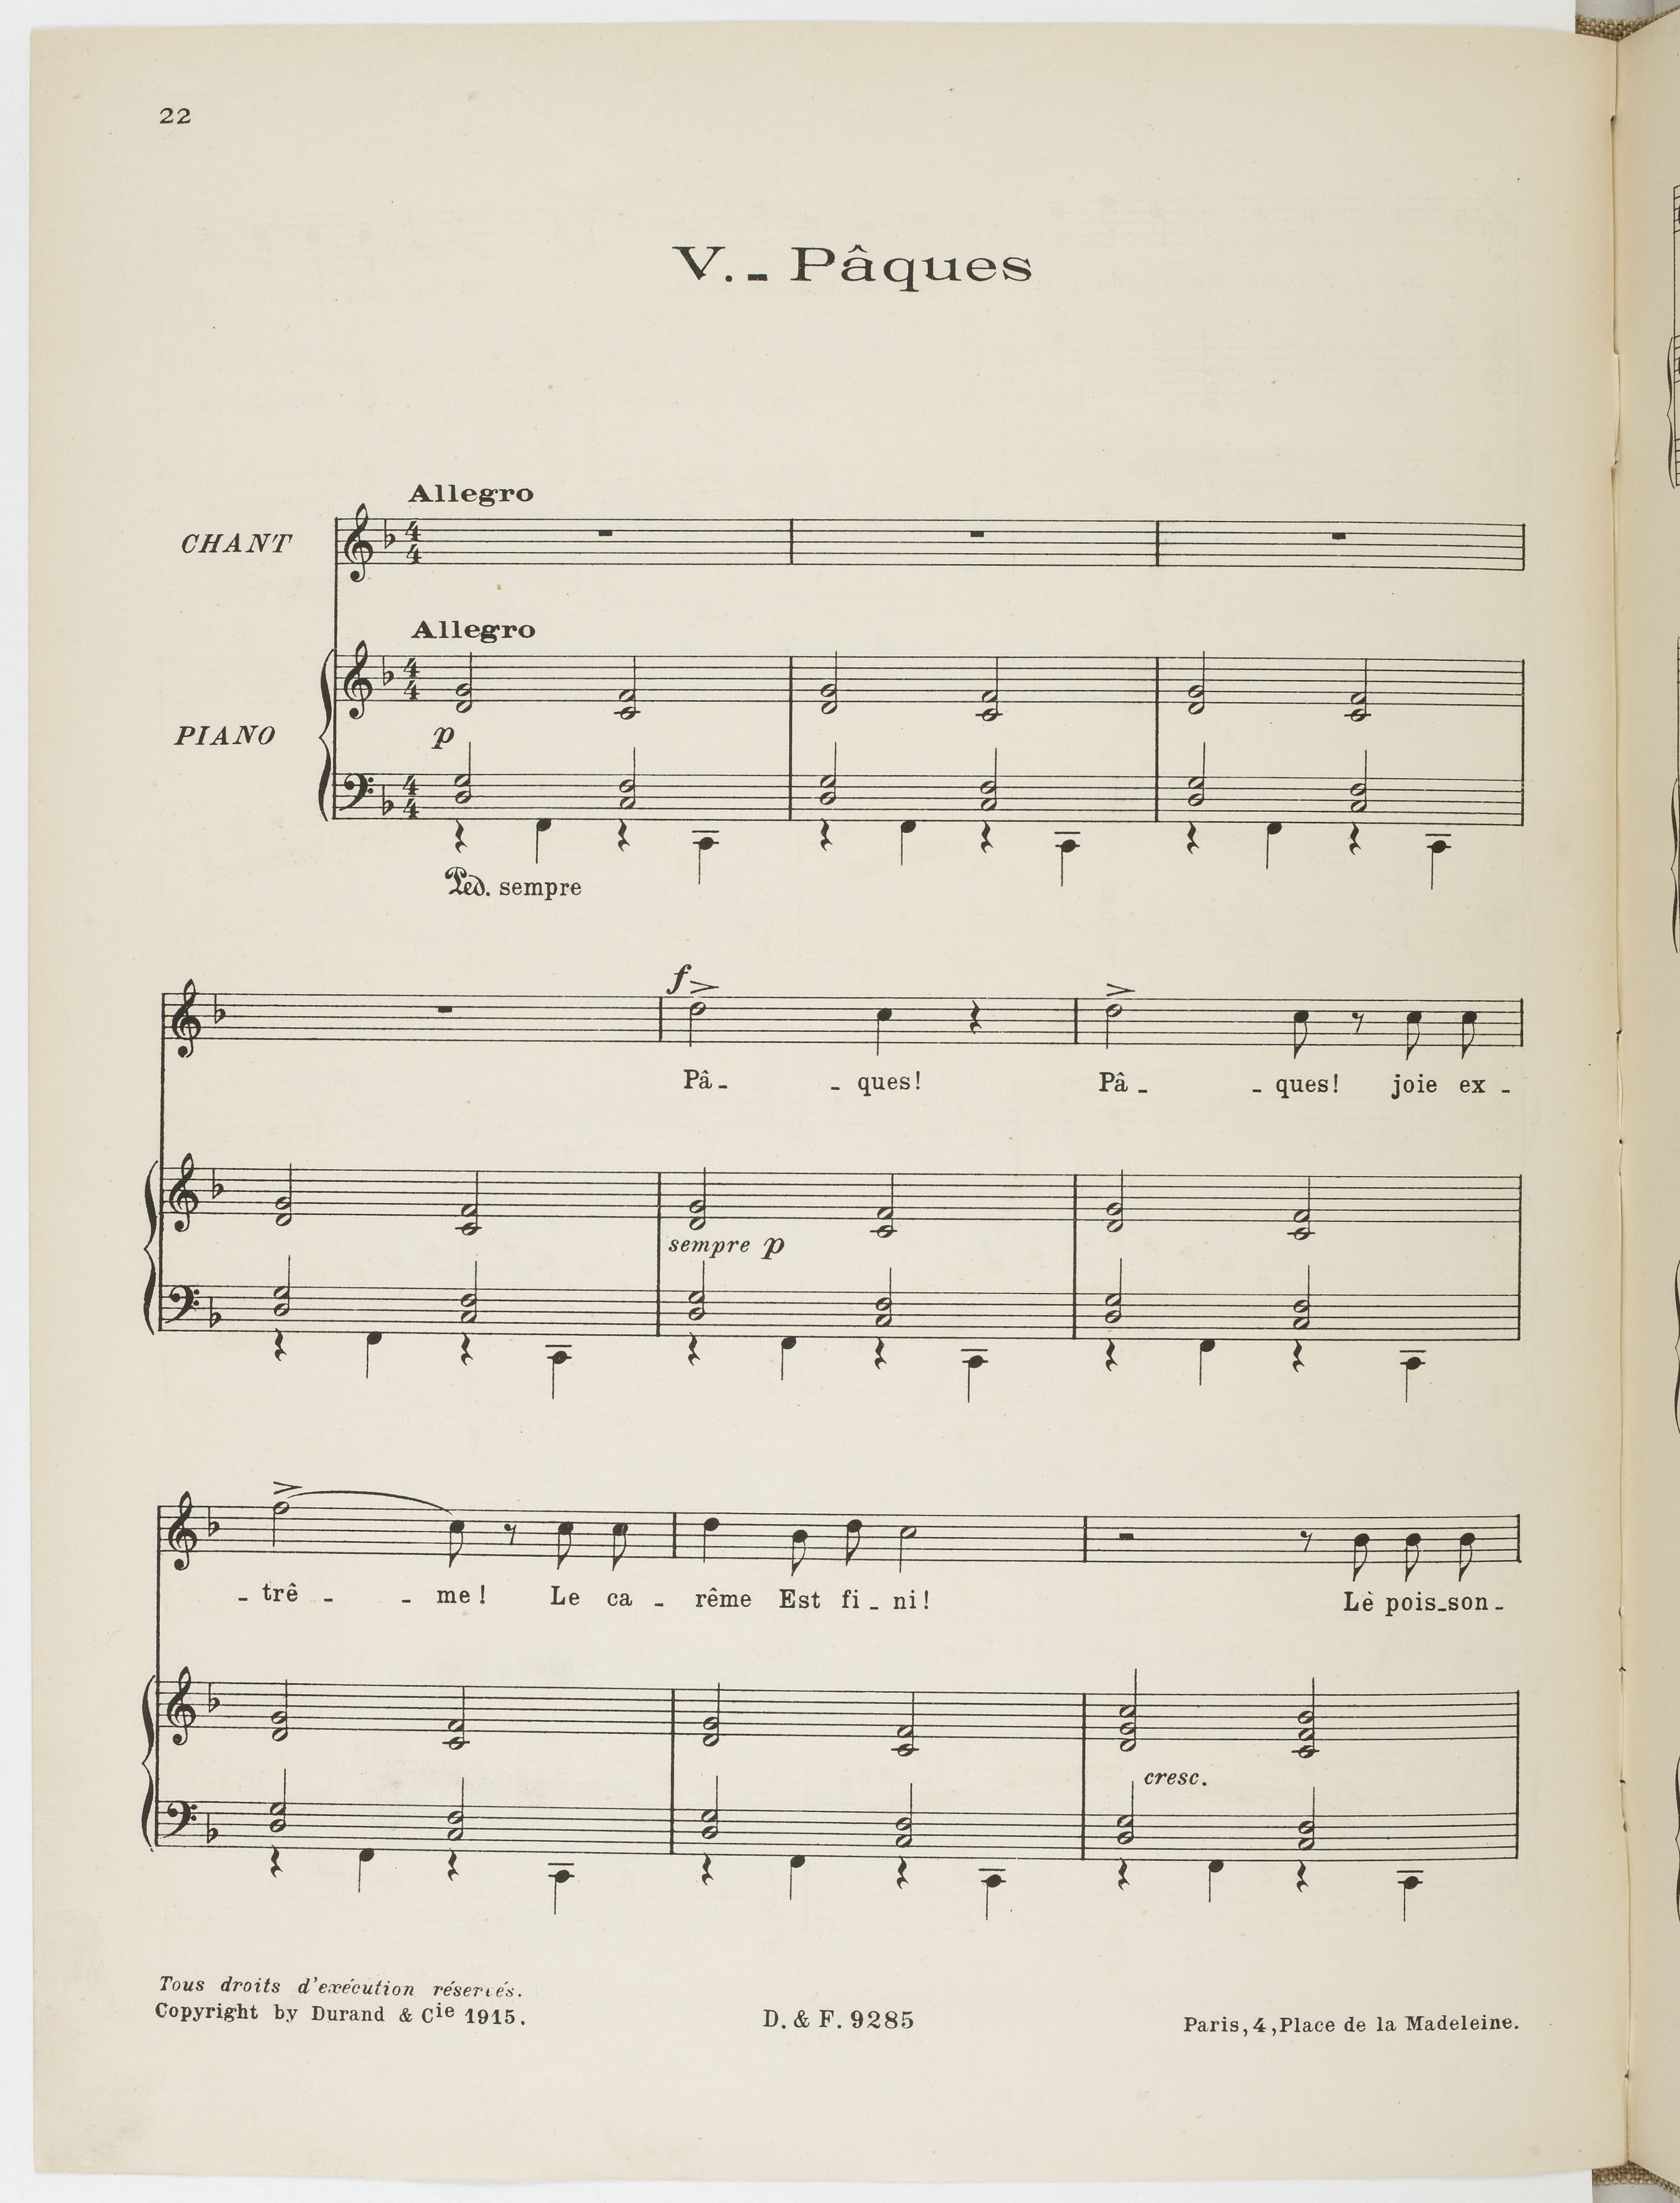 22
V. - Pâques
Allegro
CHANT
Allegro
PIANO
p
Ped. sempre
f
Pâ - - ques! Pâ - - ques! joie ex -
sempre p
- trê - - me! Le ca - rême Est fi - ni! Lè pois - son -
cresc.
Tous droits d'exécution réservés.
Copyright by Durand & Cie 1915.
D. & F. 9285
Paris, 4, Place de la Madeleine.